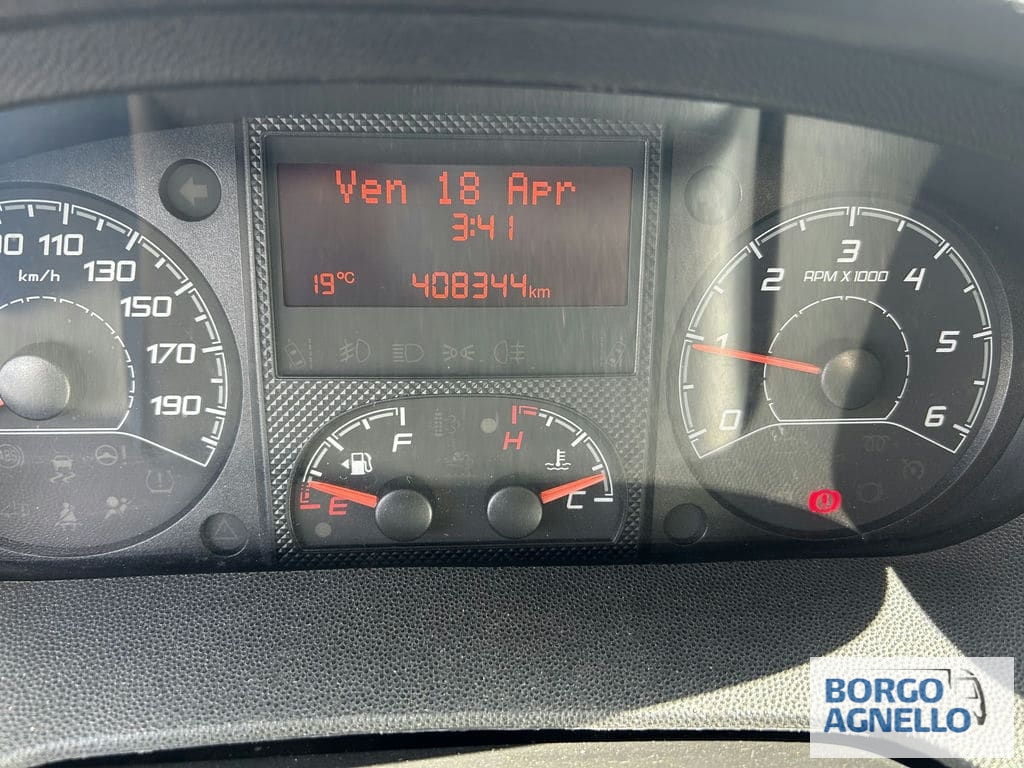 Ven 18 Apr
3:41
19°C 408344km
110
130
150
170
190
km/h
F
E
H
C
0
1
2
3
4
5
6
RPM X 1000
BORGO
AGNELLO